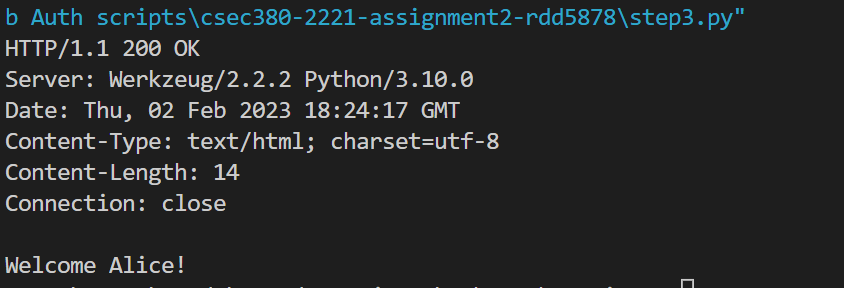 b Auth scripts\csec380-2221-assignment2-rdd5878\step3.py"
HTTP/1.1 200 OK
Server: Werkzeug/2.2.2 Python/3.10.0
Date: Thu, 02 Feb 2023 18:24:17 GMT
Content-Type: text/html; charset=utf-8
Content-Length: 14
Connection: close
Welcome Alice!